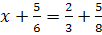 x + 5/6 = 2/3 + 5/8